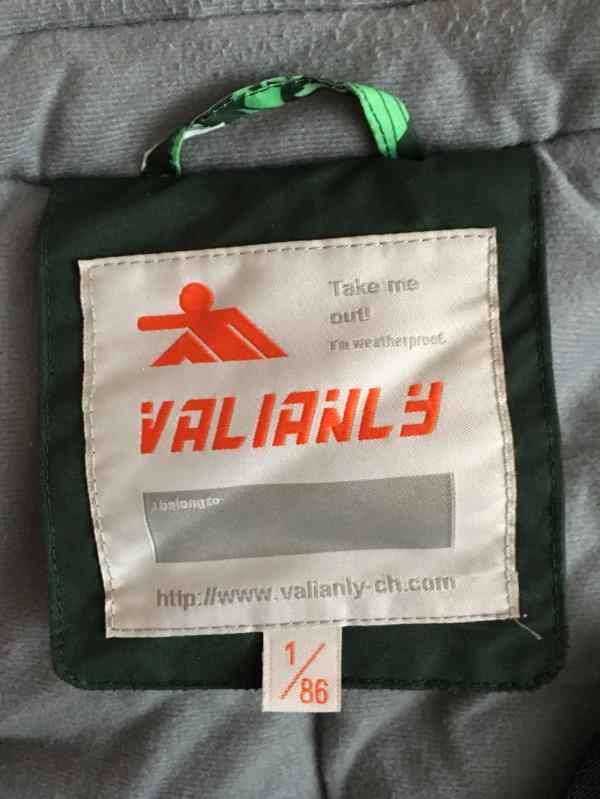 Take me
out!
I'm weatherproof.
VALIANLY
I belong to
http://www.valianly-ch.com
1/86